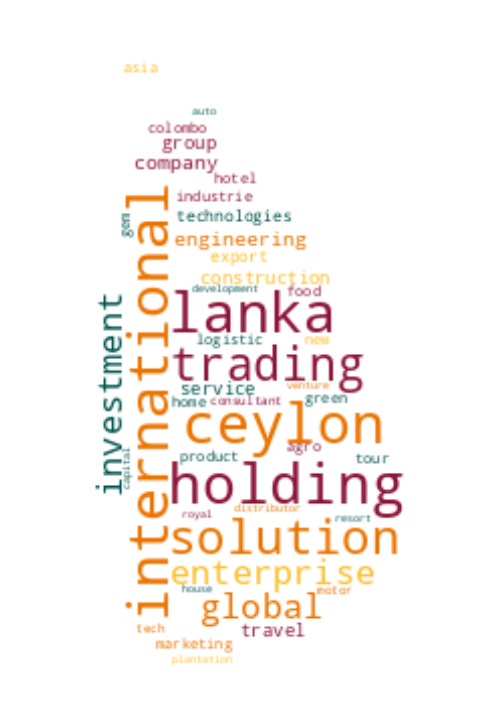 asia
auto
colombo
group
company
hotel
industrie
gem
technologies
engineering
export
construction
development
food
international
investment
lanka
logistic
new
trading
service
venture
home
consultant
green
ceylon
agro
capital
product
tour
holding
royal
distributor
resort
solution
enterprise
house
motor
global
tech
travel
marketing
plantation